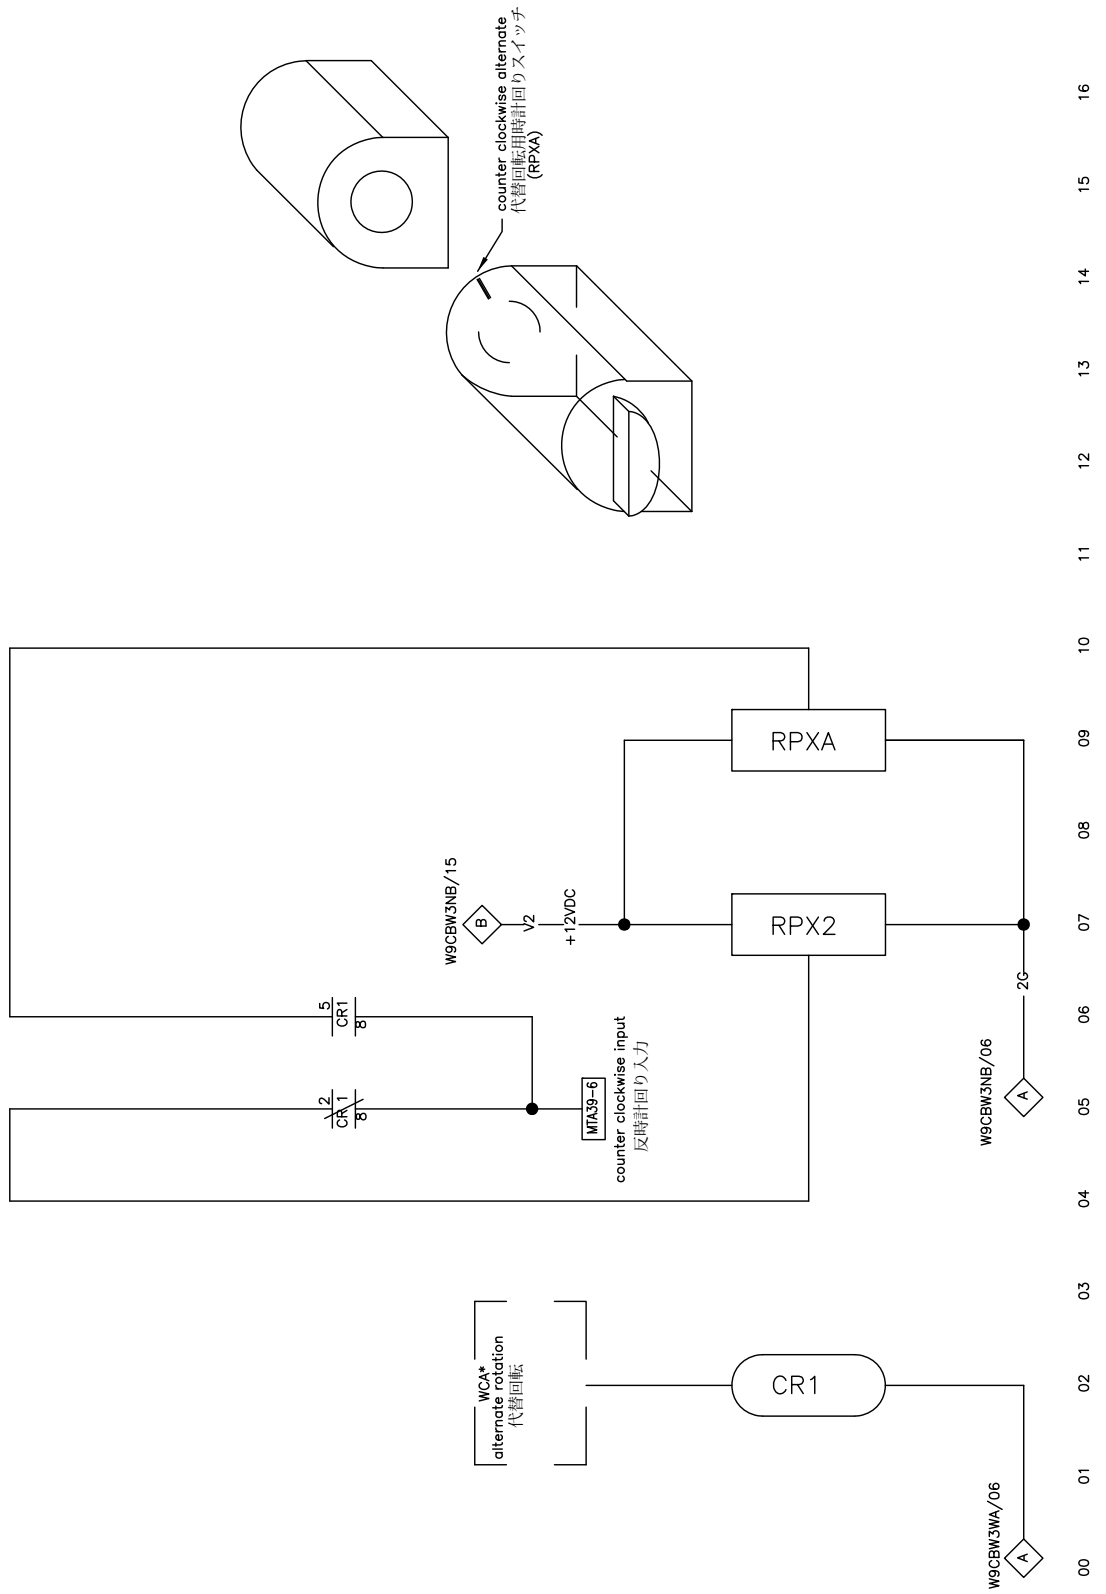 W9CBW3WA/06
A
WCA*
alternate rotation
代替回転
CR1
2
CR1
8
5
CR1
8
MTA39-6
counter clockwise input
反時計回り入力
W9CBW3NB/15
B
V2
+12VDC
RPX2
RPXA
W9CBW3NB/06
A
2G
counter clockwise alternate
代替回転用時計回りスイッチ
(RPXA)
00 01 02 03 04 05 06 07 08 09 10 11 12 13 14 15 16